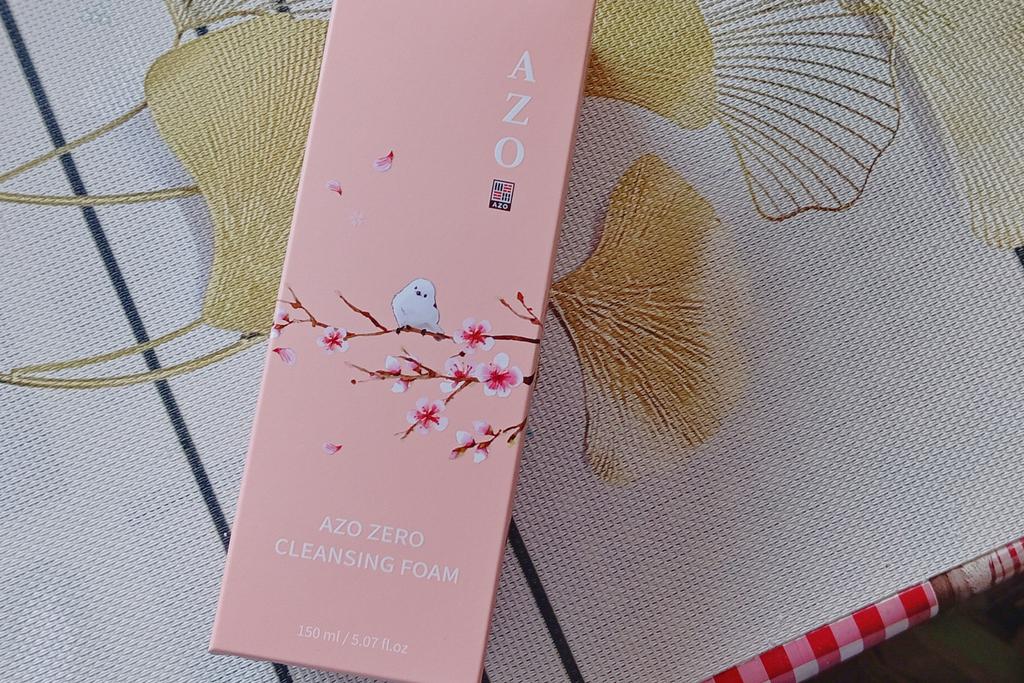 AZO
AZO
AZO ZERO
CLEANSING FOAM
150 ml / 5.07 fl.oz